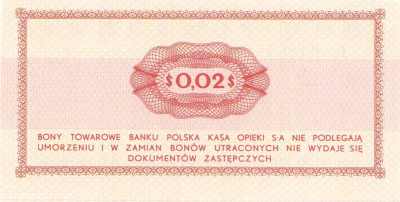 $0,02$
BONY TOWAROWE BANKU POLSKA KASA OPIEKI S·A NIE PODLEGAJĄ
UMORZENIU I W ZAMIAN BONÓW UTRACONYCH NIE WYDAJE SIĘ
DOKUMENTÓW ZASTĘPCZYCH